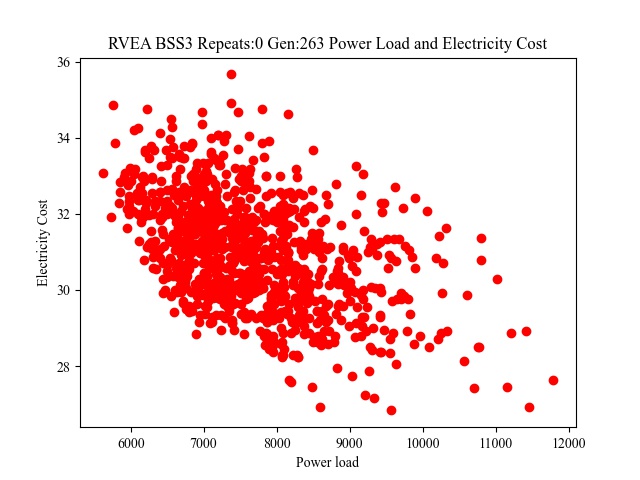 RVEA BSS3 Repeats:0 Gen:263 Power Load and Electricity Cost
36
34
32
30
28
Electricity Cost
6000 7000 8000 9000 10000 11000 12000
Power load